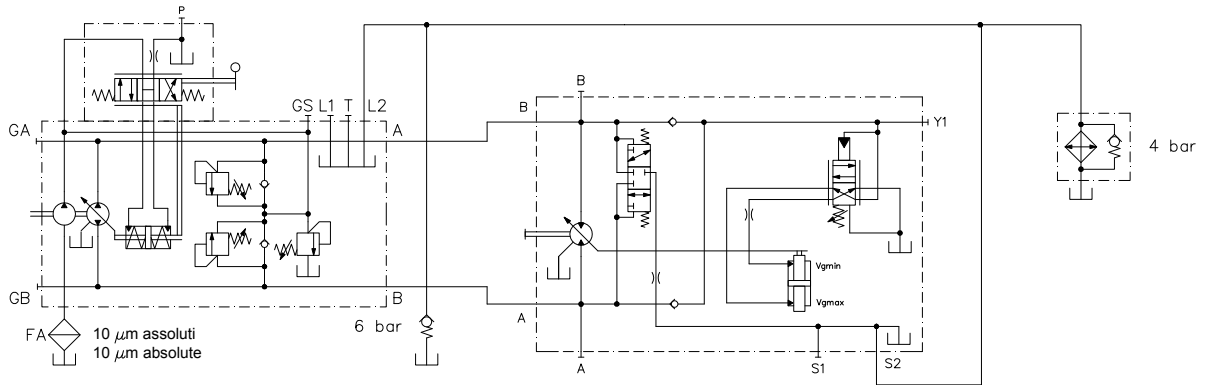 P
GS L1 T L2
GA
A
B
B
Y1
4 bar
Vgmin
Vgmax
GB
B
A
6 bar
FA
10 µm assoluti
10 µm absolute
A
S1
S2